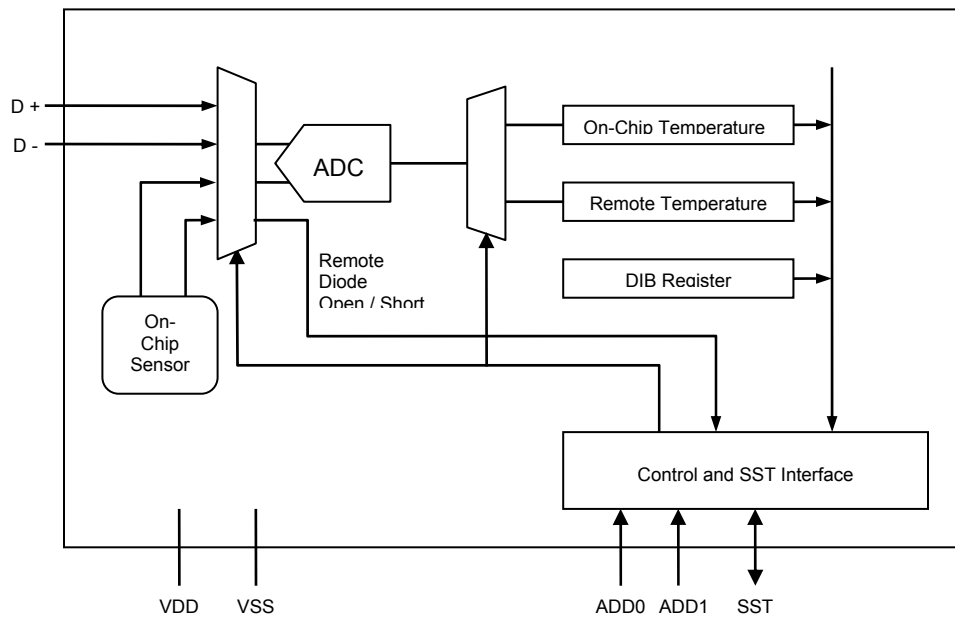 D +
D -
ADC
On-Chip Temperature
Remote Temperature
DIB Register
Remote
Diode
Open / Short
On-
Chip
Sensor
Control and SST Interface
VDD
VSS
ADD0
ADD1
SST